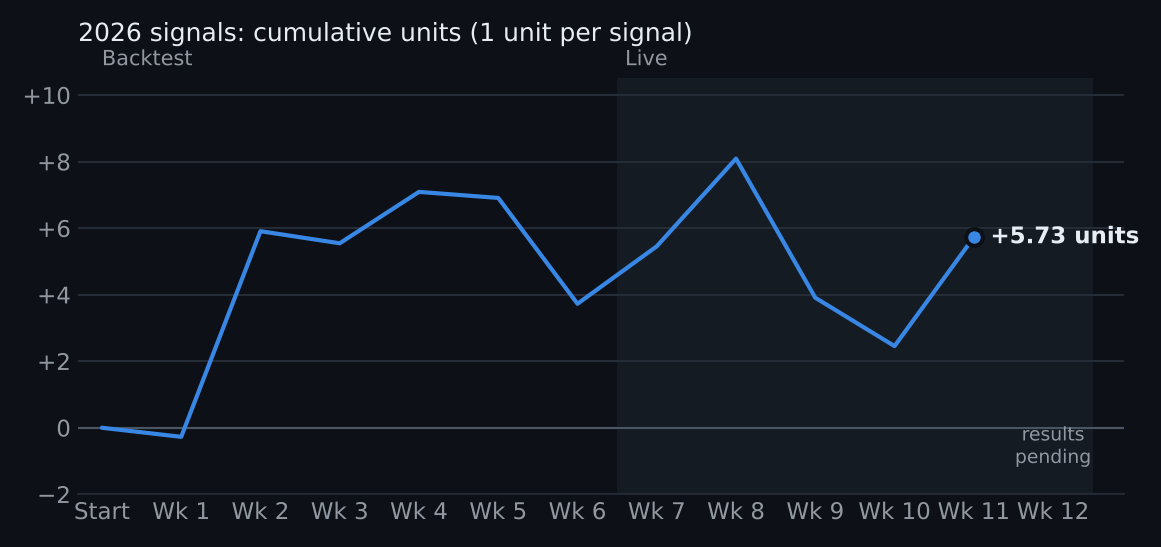 2026 signals: cumulative units (1 unit per signal)
Backtest
Live
+10
+8
+6
+5.73 units
+4
+2
0
results
pending
−2
Start Wk 1 Wk 2 Wk 3 Wk 4 Wk 5 Wk 6 Wk 7 Wk 8 Wk 9 Wk 10 Wk 11 Wk 12